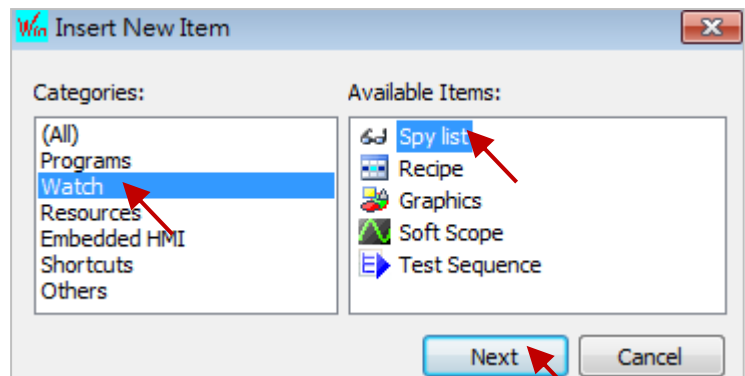 Win Insert New Item
Categories:
(All)
Programs
Watch
Resources
Embedded HMI
Shortcuts
Others
Available Items:
Spy list
Recipe
Graphics
Soft Scope
Test Sequence
Next
Cancel